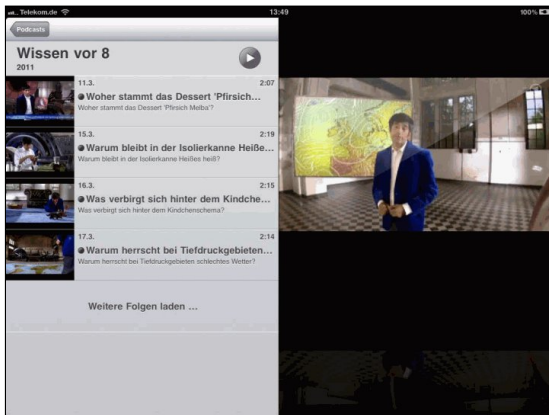 Telekom.de
13:49
100%
Podcasts
Wissen vor 8
2011
11.3.
2:07
Woher stammt das Dessert 'Pfirsich...
Woher stammt das Dessert 'Pfirsich Melba'?
15.3.
2:19
Warum bleibt in der Isolierkanne Heiße...
Warum bleibt in der Isolierkanne Heißes heiß?
16.3.
2:15
Was verbirgt sich hinter dem Kindche...
Was verbirgt sich hinter dem Kindchenschema?
17.3.
2:14
Warum herrscht bei Tiefdruckgebieten...
Warum herrscht bei Tiefdruckgebieten schlechtes Wetter?
Weitere Folgen laden ...